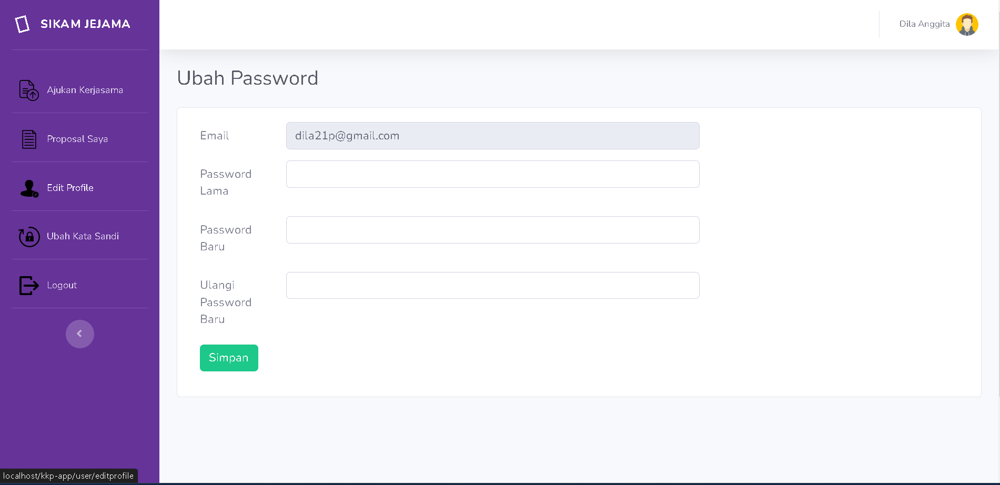 SIKAM JEJAMA
Dila Anggita
Ajukan Kerjasama
Proposal Saya
Edit Profile
Ubah Kata Sandi
Logout
Ubah Password
Email
dila21p@gmail.com
Password
Lama
Password
Baru
Ulangi
Password
Baru
Simpan
localhost/kkp-app/user/editprofile